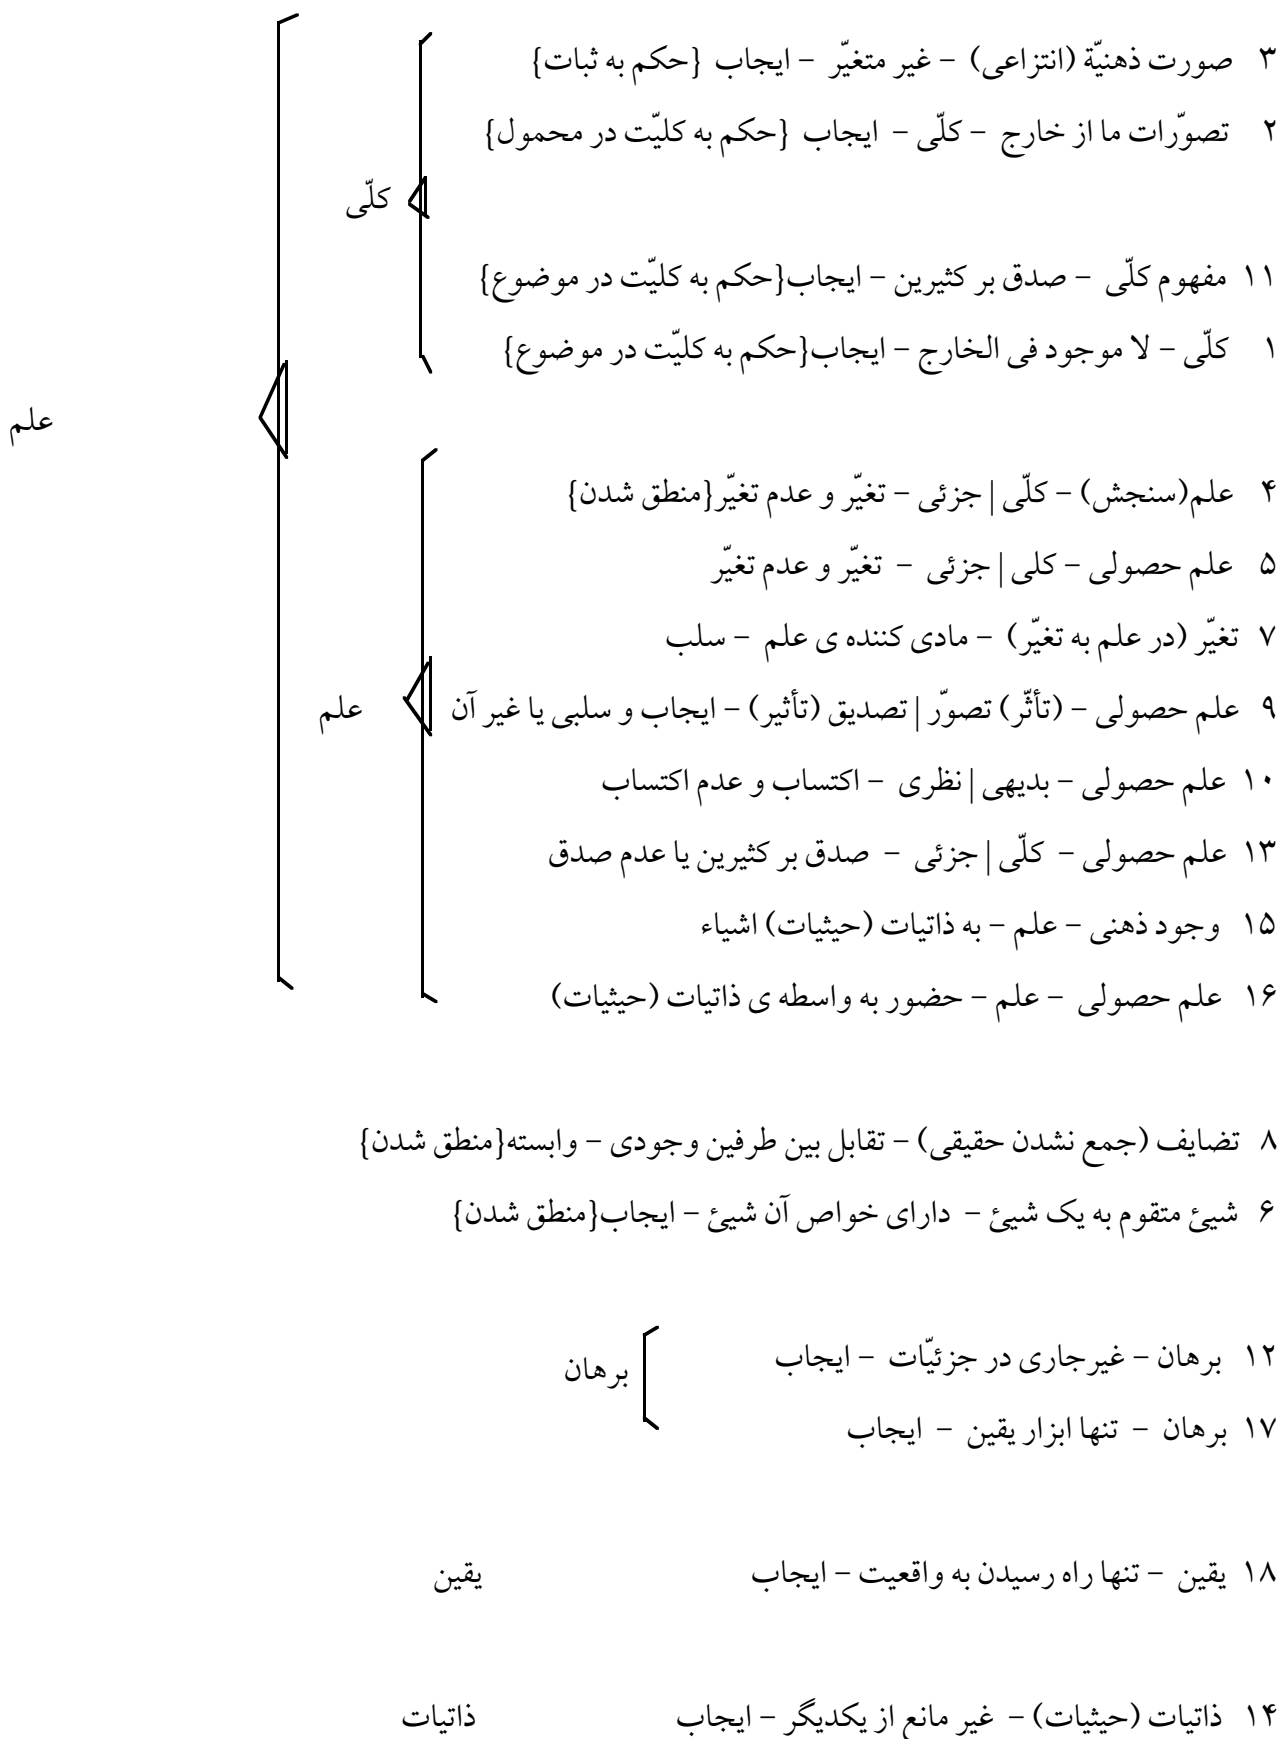 ۳ صورت ذهنیّة (انتزاعی) – غیر متغیّر – ایجاب {حکم به ثبات}
۲ تصوّرات ما از خارج – کلّی – ایجاب {حکم به کلیّت در محمول}
کلّی
۱۱ مفهوم کلّی – صدق بر کثیرین – ایجاب{حکم به کلیّت در موضوع}
۱ کلّی – لا موجود فی الخارج – ایجاب{حکم به کلیّت در موضوع}
علم
۴ علم(سنجش) – کلّی | جزئی – تغیّر و عدم تغیّر{منطق شدن}
۵ علم حصولی – کلی | جزئی – تغیّر و عدم تغیّر
۷ تغیّر (در علم به تغیّر) – مادی کننده ی علم – سلب
۹ علم حصولی – (تأثّر) تصوّر | تصدیق (تأثیر) – ایجاب و سلبی یا غیر آن علم
۱۰ علم حصولی – بدیهی | نظری – اکتساب و عدم اکتساب
۱۳ علم حصولی – کلّی | جزئی – صدق بر کثیرین یا عدم صدق
۱۵ وجود ذهنی – علم – به ذاتیات (حیثیات) اشیاء
۱۶ علم حصولی – علم – حضور به واسطه ی ذاتیات (حیثیات)
۸ تضایف (جمع نشدن حقیقی) – تقابل بین طرفین وجودی – وابسته{منطق شدن}
۶ شیئ متقوم به یک شیئ – دارای خواص آن شیئ – ایجاب{منطق شدن}
۱۲ برهان – غیرجاری در جزئیّات – ایجاب
برهان
۱۷ برهان – تنها ابزار یقین – ایجاب
۱۸ یقین – تنها راه رسیدن به واقعیت – ایجاب یقین
۱۴ ذاتیات (حیثیات) – غیر مانع از یکدیگر – ایجاب ذاتیات